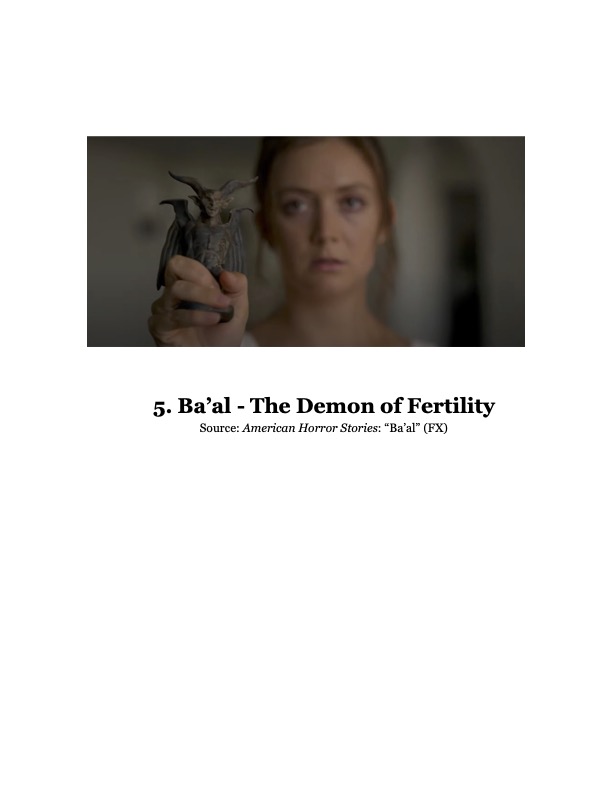 5. Ba’al - The Demon of Fertility
Source: American Horror Stories: “Ba’al” (FX)